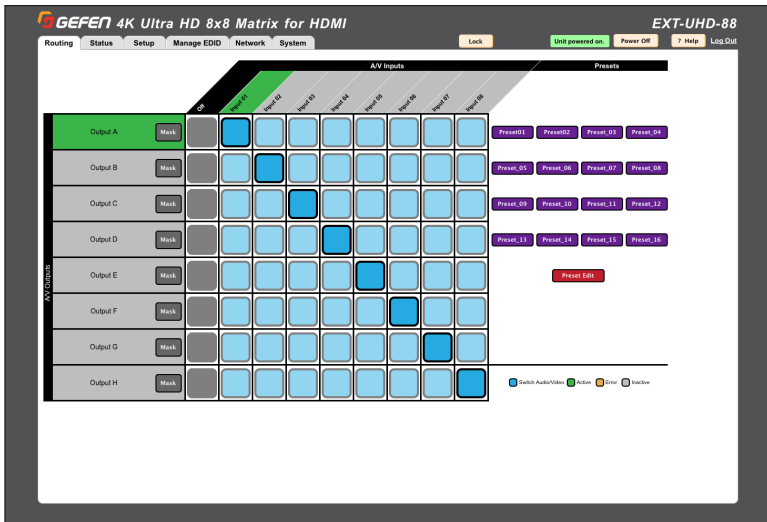 GEFEN 4K Ultra HD 8x8 Matrix for HDMI EXT-UHD-88
Routing Status Setup Manage EDID Network System Lock Unit powered on. Power Off ? Help Log Out
A/V Inputs Presets
Off Input 01 Input 02 Input 03 Input 04 Input 05 Input 06 Input 07 Input 08
A/V Outputs
Output A Mask Preset01 Preset02 Preset_03 Preset_04
Output B Mask Preset_05 Preset_06 Preset_07 Preset_08
Output C Mask Preset_09 Preset_10 Preset_11 Preset_12
Output D Mask Preset_13 Preset_14 Preset_15 Preset_16
Output E Mask Preset Edit
Output F Mask
Output G Mask
Output H Mask Switch Audio/Video Active Error Inactive